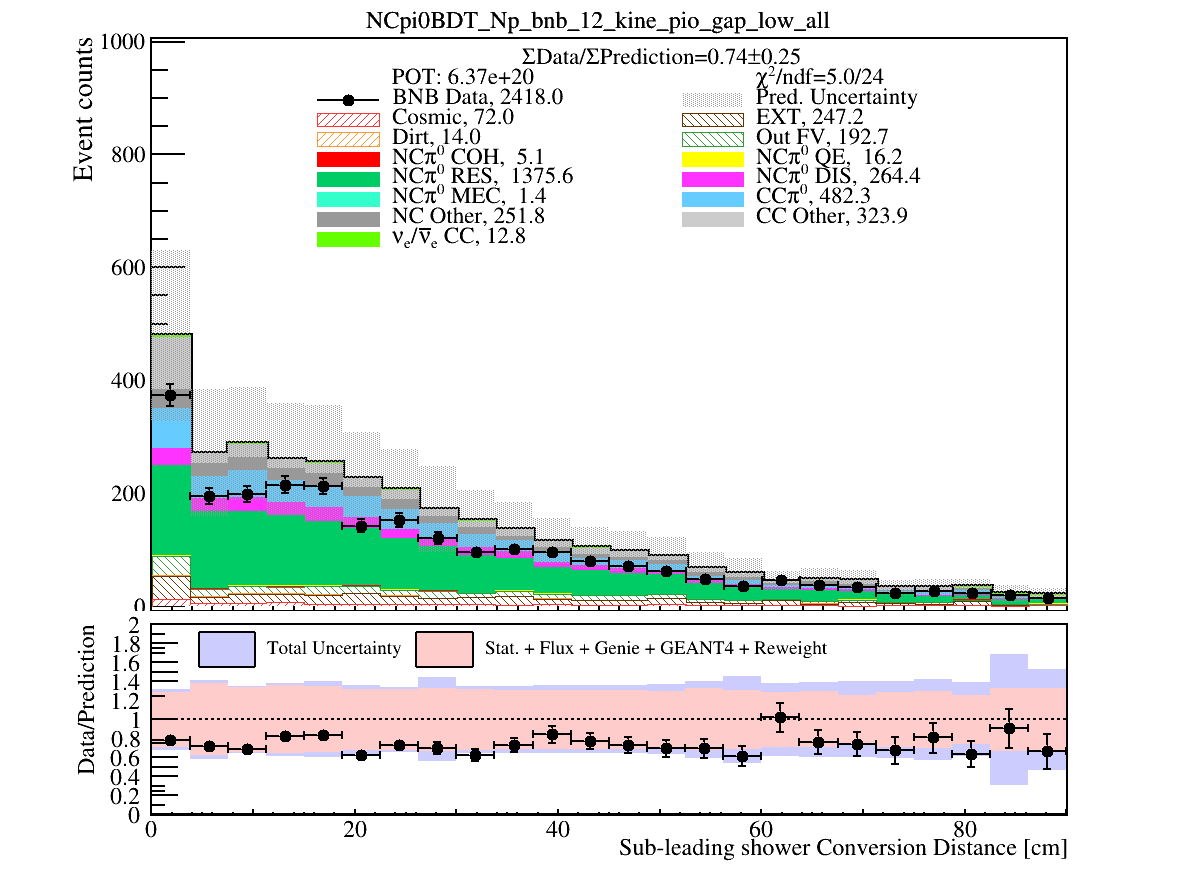 NCpi0BDT_Np_bnb_12_kine_pio_gap_low_all
ΣData/ΣPrediction=0.74±0.25
POT: 6.37e+20
χ²/ndf=5.0/24
BNB Data, 2418.0
Pred. Uncertainty
Cosmic, 72.0
EXT, 247.2
Dirt, 14.0
Out FV, 192.7
NCπ⁰ COH, 5.1
NCπ⁰ QE, 16.2
NCπ⁰ RES, 1375.6
NCπ⁰ DIS, 264.4
NCπ⁰ MEC, 1.4
CCπ⁰, 482.3
NC Other, 251.8
CC Other, 323.9
νₑ/ν̅ₑ CC, 12.8
Event counts
1000
800
600
400
200
0
Total Uncertainty
Stat. + Flux + Genie + GEANT4 + Reweight
Data/Prediction
2
1.8
1.6
1.4
1.2
1
0.8
0.6
0.4
0.2
0
0 20 40 60 80
Sub-leading shower Conversion Distance [cm]